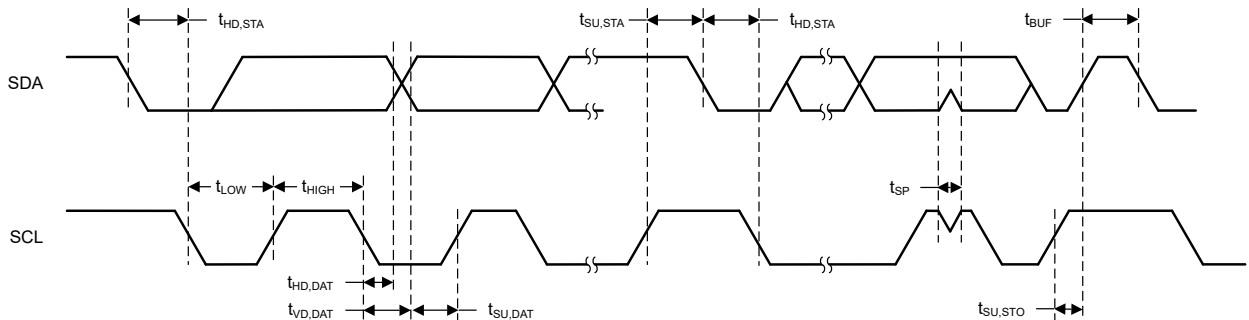 tHD,STA
tSU,STA
tHD,STA
tBUF
SDA
tLOW
tHIGH
tSP
SCL
tHD,DAT
tVD,DAT
tSU,DAT
tSU,STO